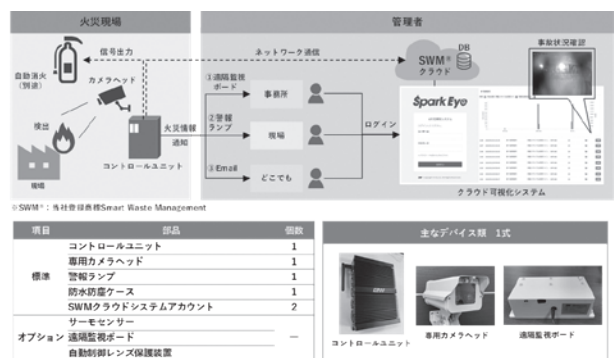 火災現場
管理者
信号出力
ネットワーク通信
SWM®
クラウド
DB
事故状況確認
自動消火
(別途)
カメラヘッド
①遠隔監視
ボード
事務所
Spark Eye
検出
火災情報
通知
②警報
ランプ
現場
ログイン
③Email
どこでも
現場
コントロールユニット
クラウド可視化システム
※SWM®：当社登録商標Smart Waste Management
項目 部品 個数
標準
コントロールユニット 1
専用カメラヘッド 1
警報ランプ 1
防水防塵ケース 1
SWMクラウドシステムアカウント 2
オプション
サーモセンサー
遠隔監視ボード
自動制御レンズ保護装置
－
主なデバイス類 1式
コントロールユニット
専用カメラヘッド
遠隔監視ボード